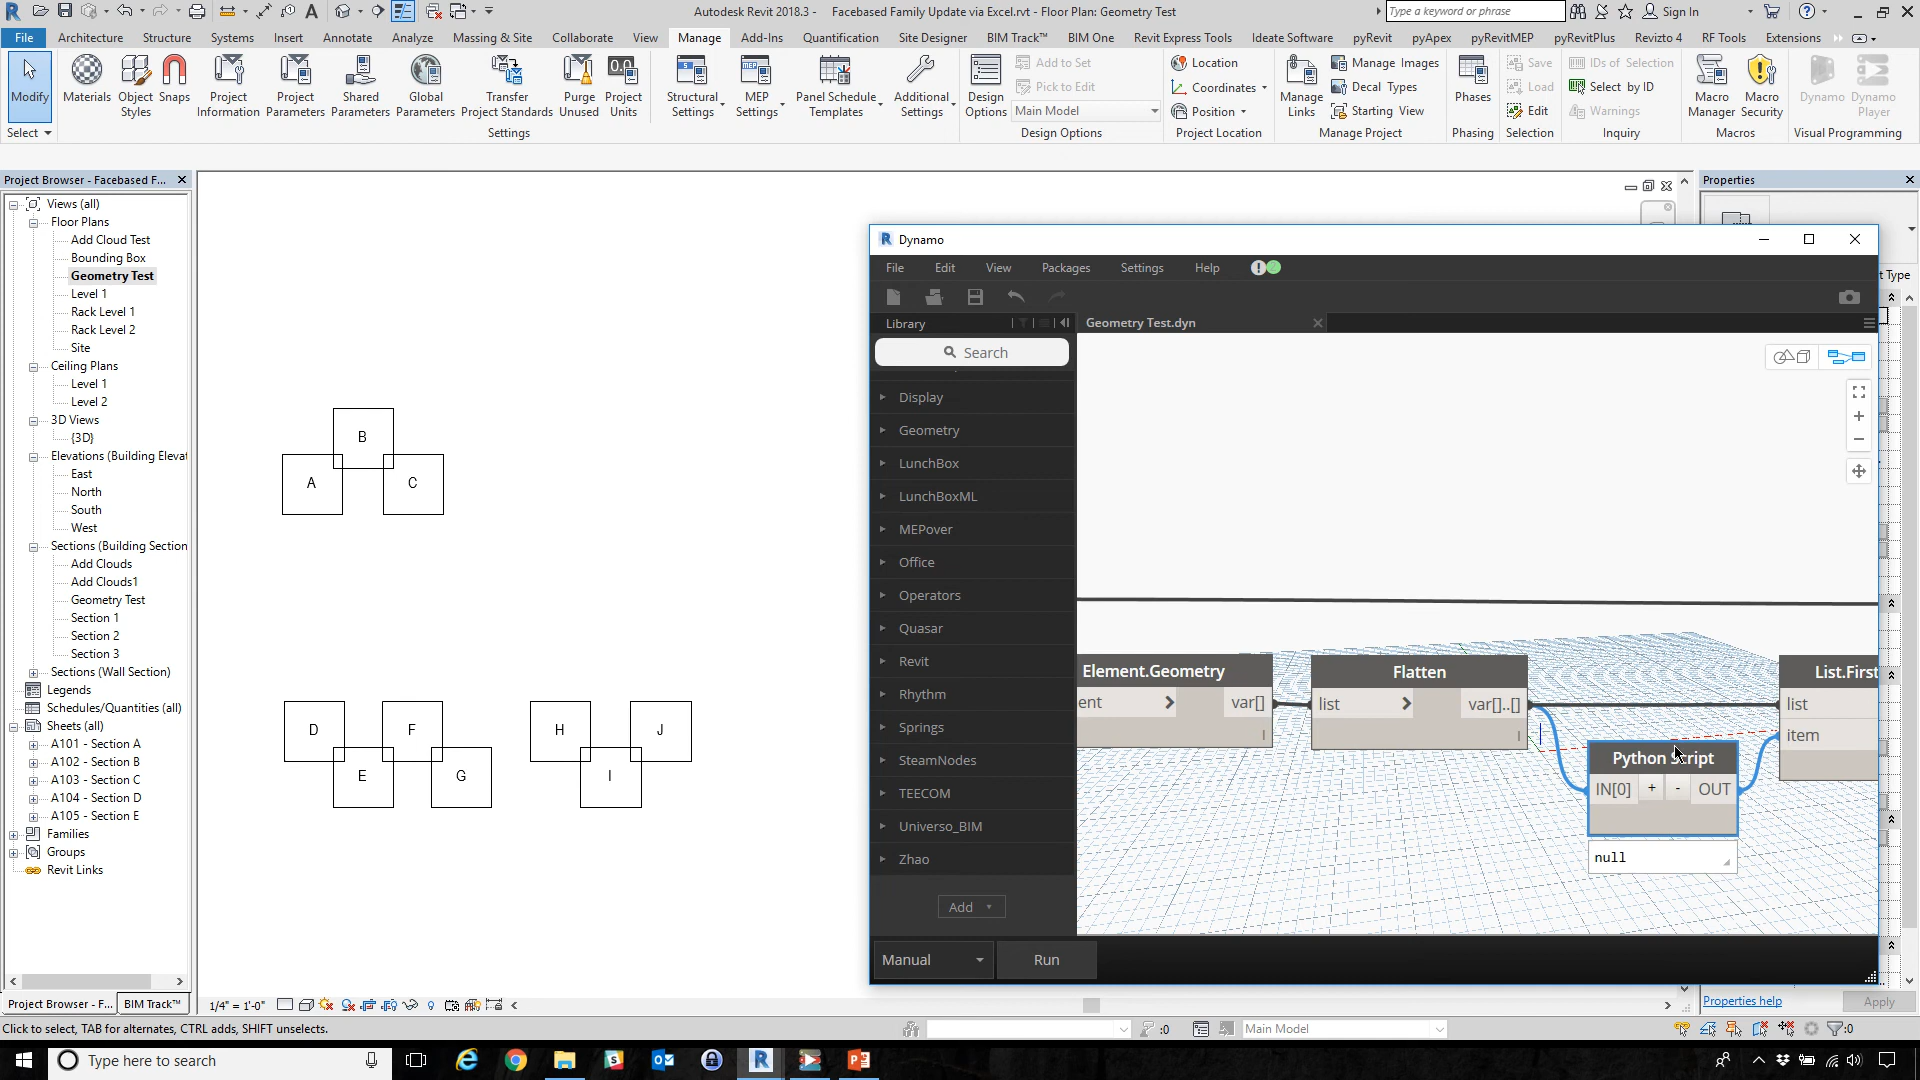 Autodesk Revit 2018.3 - Facebased Family Update via Excel.rvt - Floor Plan: Geometry Test
Type a keyword or phrase
Sign In
File Architecture Structure Systems Insert Annotate Analyze Massing & Site Collaborate View Manage Add-Ins Quantification Site Designer BIM Track™ BIM One Revit Express Tools Ideate Software pyRevit pyApex pyRevitMEP pyRevitPlus Revizto 4 RF Tools Extensions
Modify
Materials
Object Styles
Snaps
Project Information
Project Parameters
Shared Parameters
Global Parameters
Transfer Project Standards
Purge Unused
Project Units
Structural Settings
MEP Settings
Panel Schedule Templates
Additional Settings
Design Options
Add to Set
Pick to Edit
Main Model
Location
Coordinates
Position
Manage Links
Manage Images
Decal Types
Starting View
Phases
Save
Load
Edit
IDs of Selection
Select by ID
Warnings
Macro Manager
Macro Security
Dynamo
Dynamo Player
Select
Settings
Design Options
Project Location
Manage Project
Phasing
Selection
Inquiry
Macros
Visual Programming
Project Browser - Facebased F...
Views (all)
Floor Plans
Add Cloud Test
Bounding Box
Geometry Test
Level 1
Rack Level 1
Rack Level 2
Site
Ceiling Plans
Level 1
Level 2
3D Views
{3D}
Elevations (Building Elevat
East
North
South
West
Sections (Building Section
Add Clouds
Add Clouds1
Geometry Test
Section 1
Section 2
Section 3
Sections (Wall Section)
Legends
Schedules/Quantities (all)
Sheets (all)
A101 - Section A
A102 - Section B
A103 - Section C
A104 - Section D
A105 - Section E
Families
Groups
Revit Links
Project Browser - F...
BIM Track™
B
A
C
D
F
E
G
H
J
I
Properties
t Type
Properties help
Apply
Dynamo
File Edit View Packages Settings Help
Library
Geometry Test.dyn
Search
Display
Geometry
LunchBox
LunchBoxML
MEPover
Office
Operators
Quasar
Revit
Rhythm
Springs
SteamNodes
TEECOM
Universo_BIM
Zhao
Add
Element.Geometry
ent > var[]
Flatten
list > var[]..[]
Python Script
IN[0] + - OUT
null
List.First
list
item
Manual
Run
1/4" = 1'-0"
Click to select, TAB for alternates, CTRL adds, SHIFT unselects.
:0
Main Model
:0
Type here to search